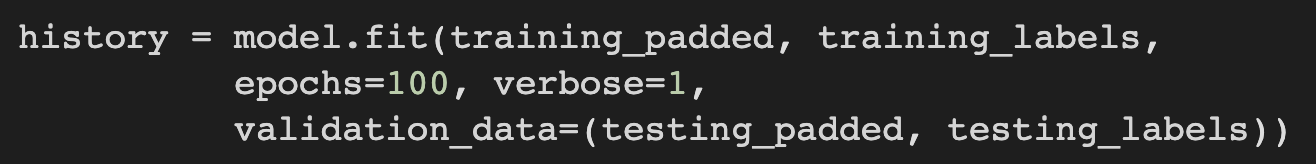 history = model.fit(training_padded, training_labels,
epochs=100, verbose=1,
validation_data=(testing_padded, testing_labels))